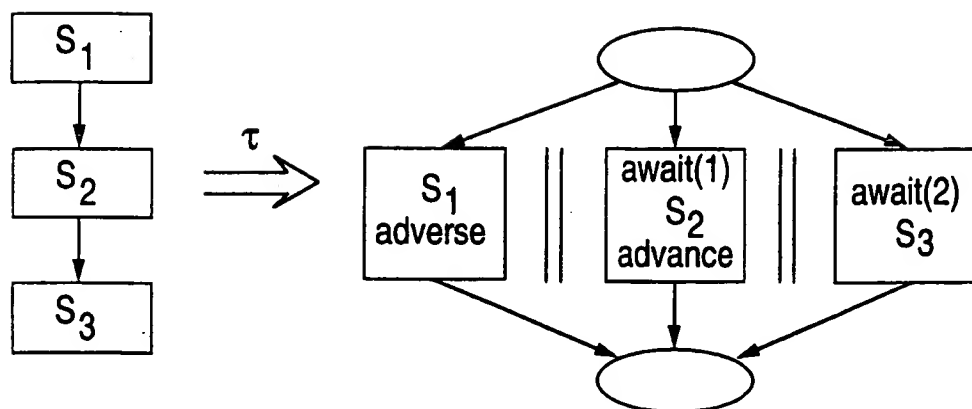 S1
S2
S3
τ
S1
adverse
await(1)
S2
advance
await(2)
S3